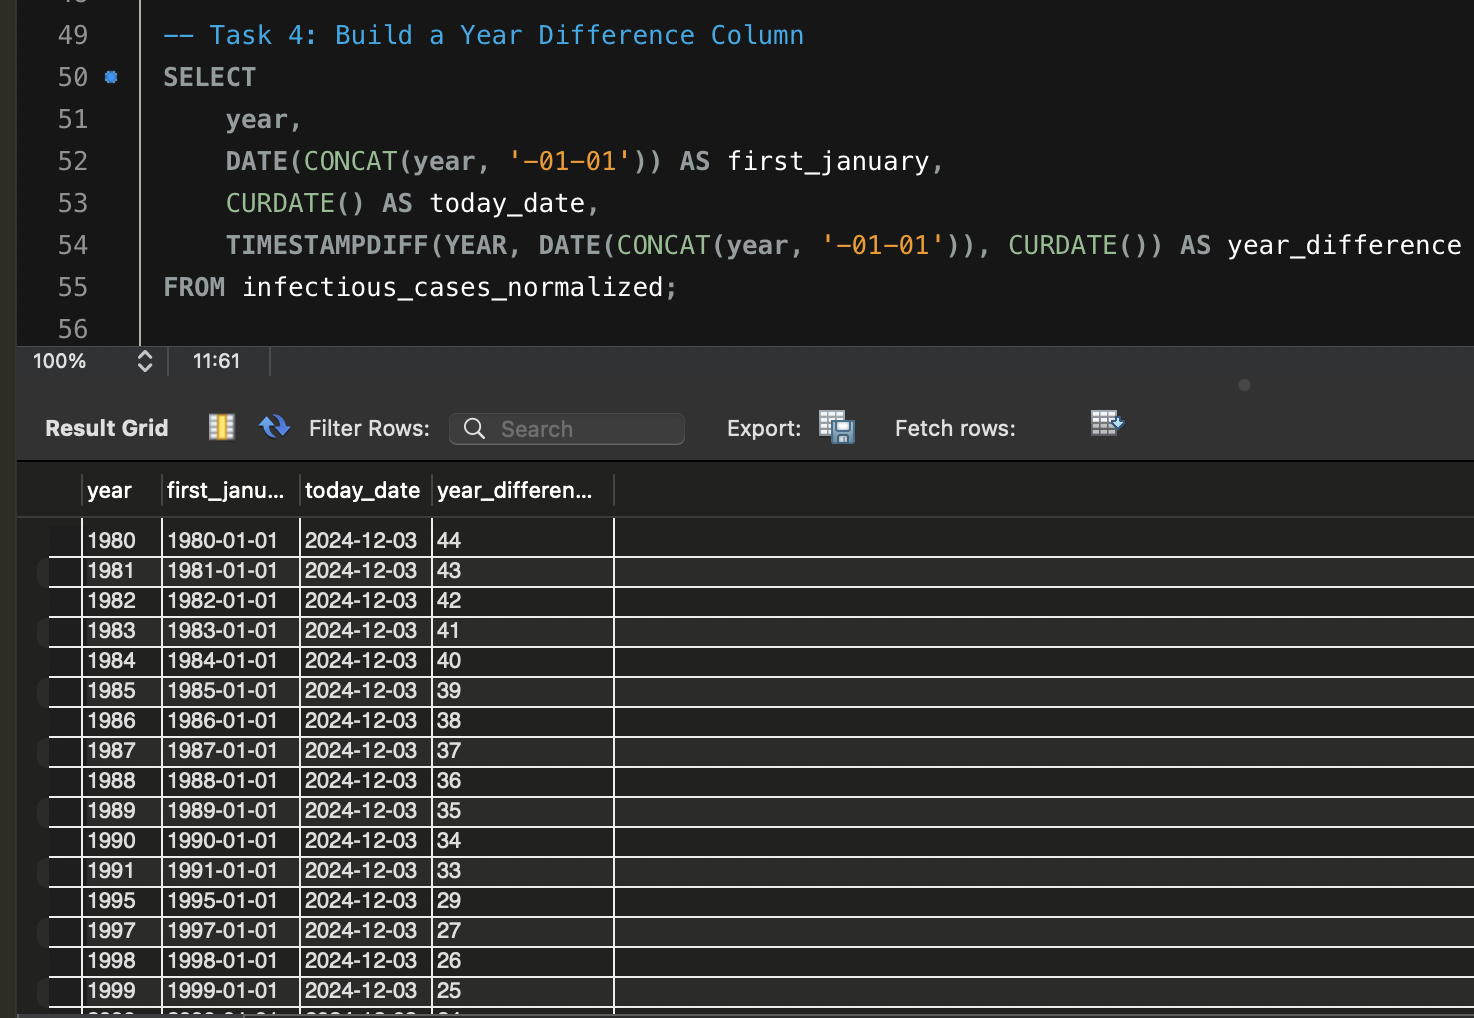 49 -- Task 4: Build a Year Difference Column
50 SELECT
51 year,
52 DATE(CONCAT(year, '-01-01')) AS first_january,
53 CURDATE() AS today_date,
54 TIMESTAMPDIFF(YEAR, DATE(CONCAT(year, '-01-01')), CURDATE()) AS year_difference
55 FROM infectious_cases_normalized;
56
100% 11:61
Result Grid Filter Rows: Search Export: Fetch rows:
year first_janu... today_date year_differen...
1980 1980-01-01 2024-12-03 44
1981 1981-01-01 2024-12-03 43
1982 1982-01-01 2024-12-03 42
1983 1983-01-01 2024-12-03 41
1984 1984-01-01 2024-12-03 40
1985 1985-01-01 2024-12-03 39
1986 1986-01-01 2024-12-03 38
1987 1987-01-01 2024-12-03 37
1988 1988-01-01 2024-12-03 36
1989 1989-01-01 2024-12-03 35
1990 1990-01-01 2024-12-03 34
1991 1991-01-01 2024-12-03 33
1995 1995-01-01 2024-12-03 29
1997 1997-01-01 2024-12-03 27
1998 1998-01-01 2024-12-03 26
1999 1999-01-01 2024-12-03 25